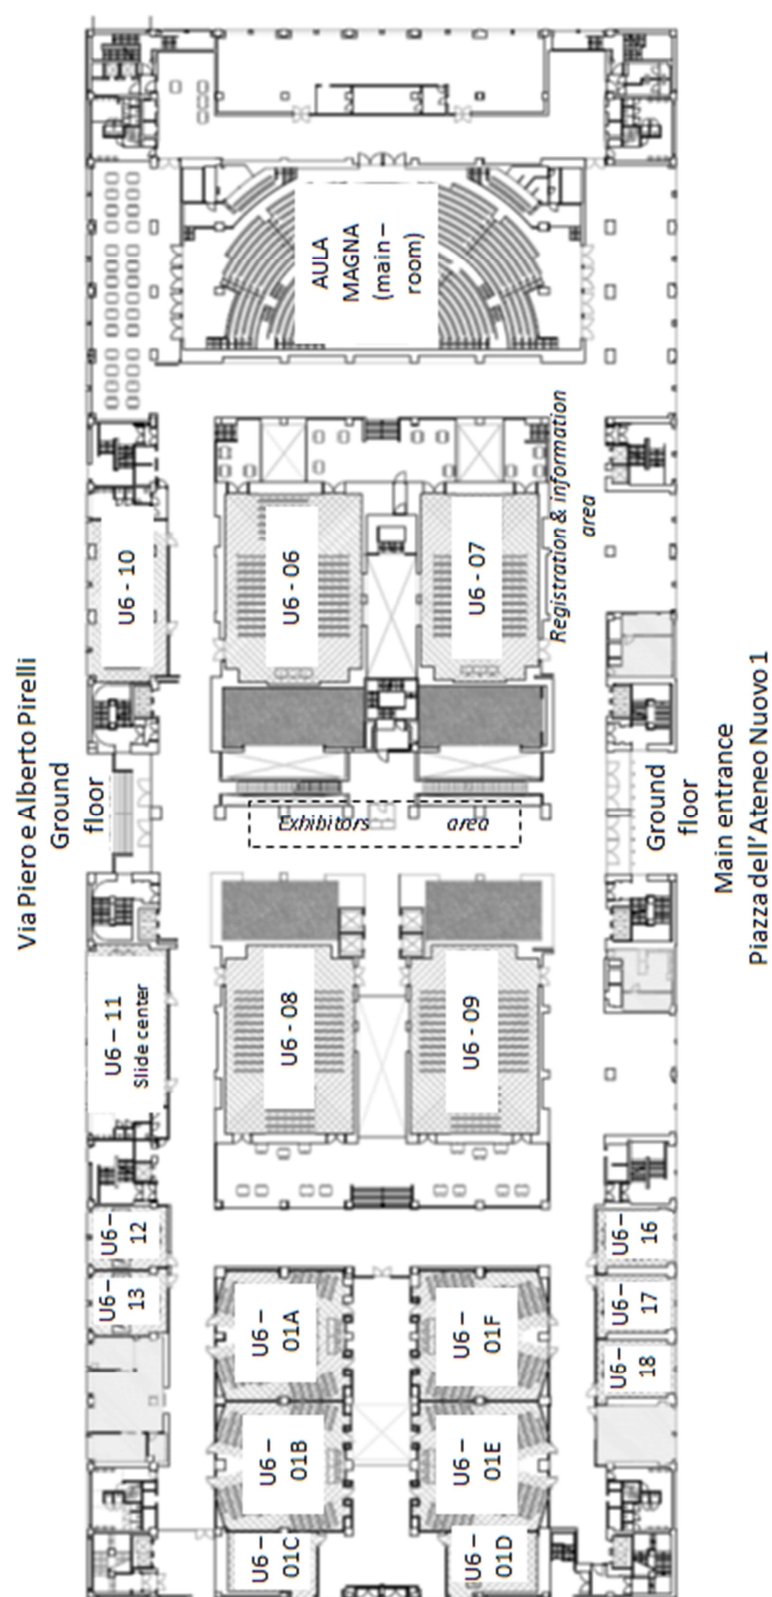 AULA
MAGNA
(main –
room)
Registration & information
area
U6 - 10
U6 - 06
U6 - 07
Via Piero e Alberto Pirelli
Ground
floor
Exhibitors area
Ground
floor
Main entrance
Piazza dell’Ateneo Nuovo 1
U6 – 11
Slide center
U6 - 08
U6 - 09
U6 –
12
U6 –
16
U6 –
13
U6 –
17
U6 –
01A
U6 –
01F
U6 –
18
U6 –
01B
U6 –
01E
U6 –
01C
U6 –
01D